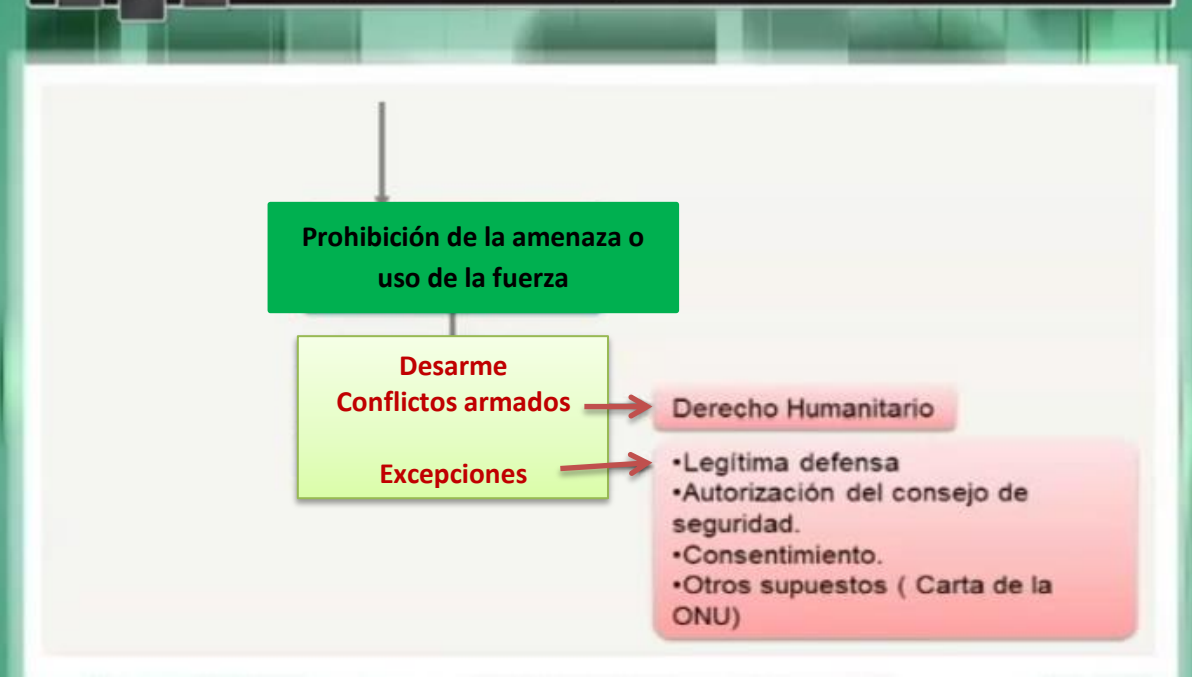 Prohibición de la amenaza o
uso de la fuerza
Desarme
Conflictos armados
Excepciones
Derecho Humanitario
•Legítima defensa
•Autorización del consejo de
seguridad.
•Consentimiento.
•Otros supuestos ( Carta de la
ONU)